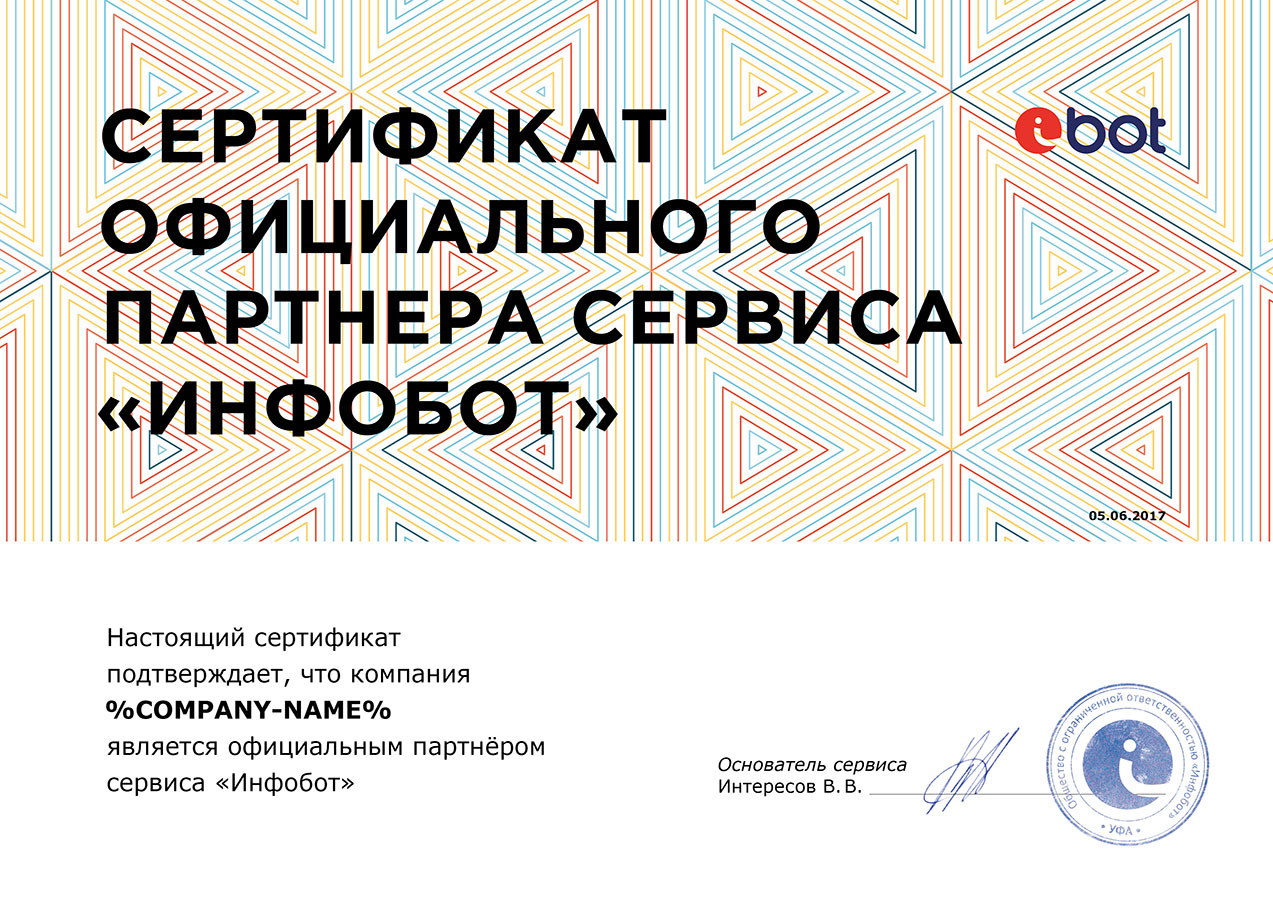 СЕРТИФИКАТ
ОФИЦИАЛЬНОГО
ПАРТНЕРА СЕРВИСА
«ИНФОБОТ»
ibot
05.06.2017
Настоящий сертификат
подтверждает, что компания
%COMPANY-NAME%
является официальным партнёром
сервиса «Инфобот»
Основатель сервиса
Интересов В. В.
Общество с ограниченной ответственностью «Инфобот»
• УФА •